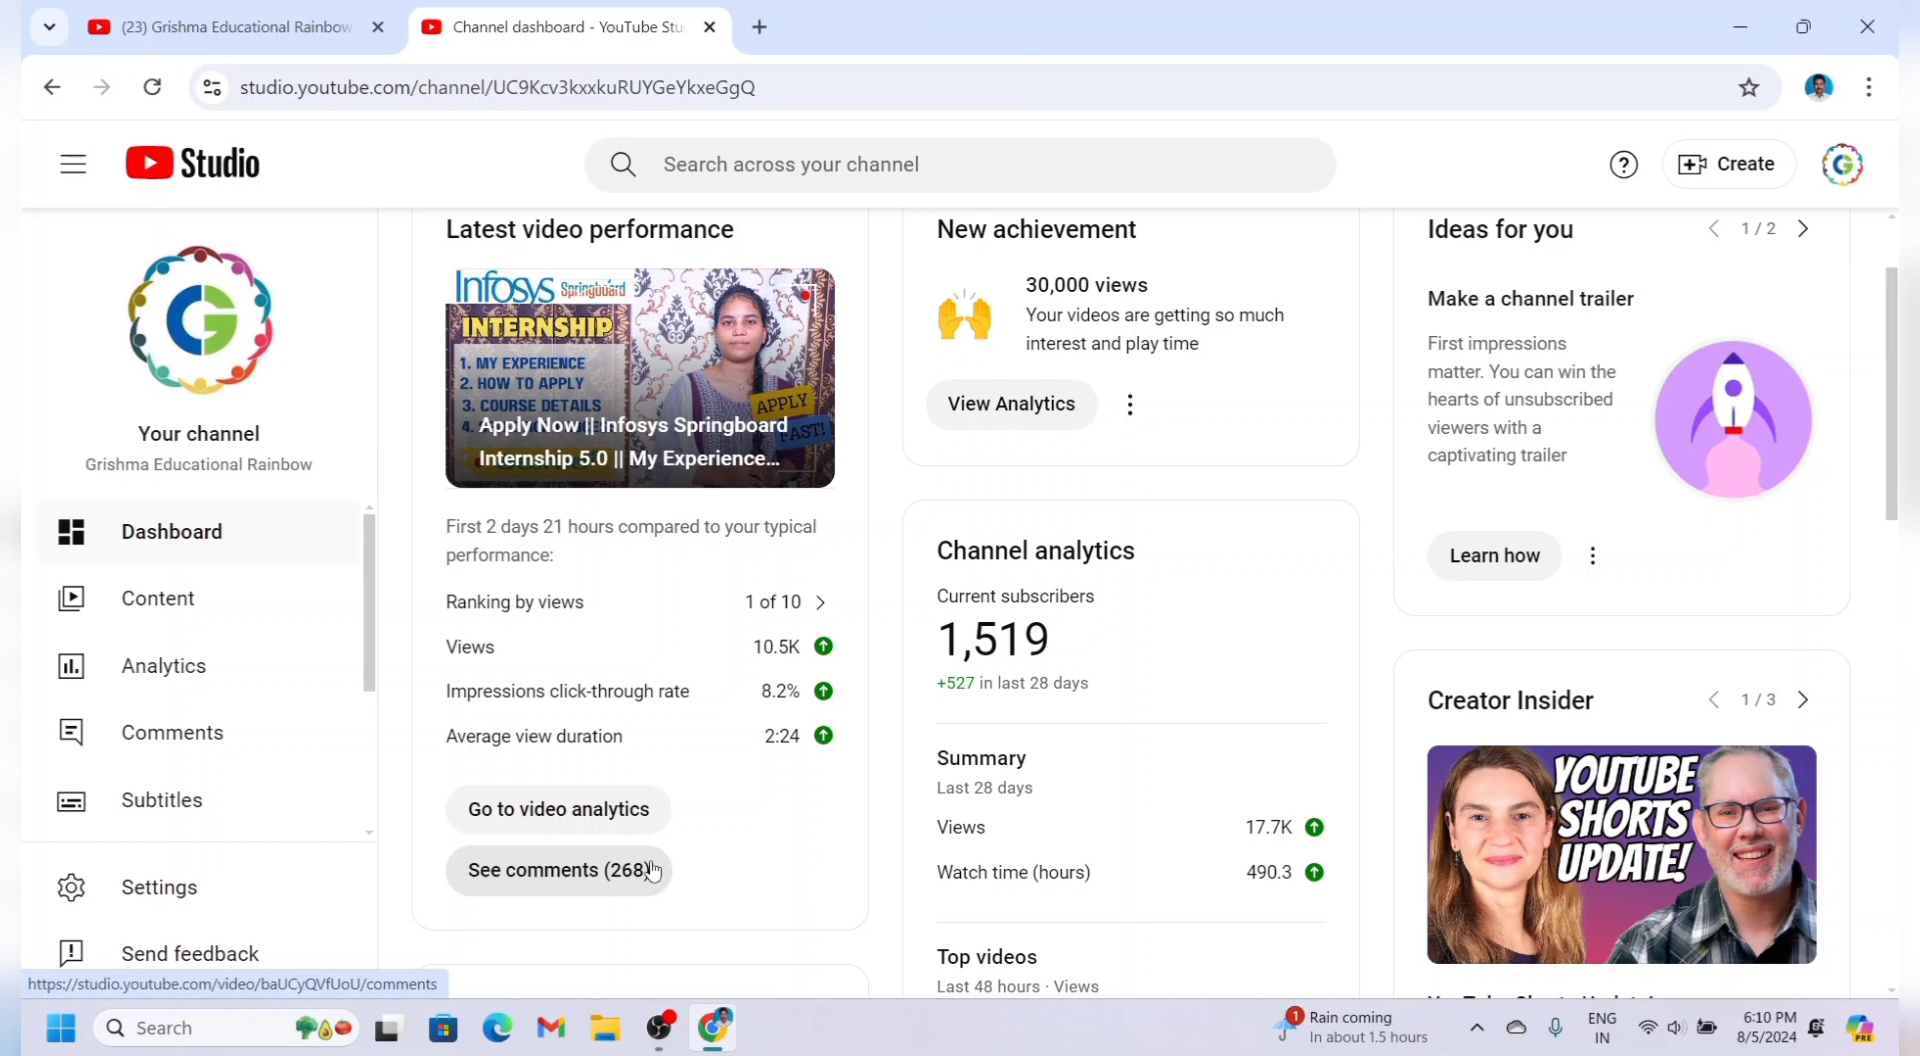 (23) Grishma Educational Rainbow
Channel dashboard - YouTube Stu
studio.youtube.com/channel/UC9Kcv3kxxkuRUYGeYkxeGgQ
Studio
Search across your channel
Create
Your channel
Grishma Educational Rainbow
Dashboard
Content
Analytics
Comments
Subtitles
Settings
Send feedback
Latest video performance
Infosys Springboard
INTERNSHIP
1. MY EXPERIENCE
2. HOW TO APPLY
3. COURSE DETAILS
4.
APPLY
FAST!
Apply Now || Infosys Springboard
Internship 5.0 || My Experience...
First 2 days 21 hours compared to your typical
performance:
Ranking by views 1 of 10
Views 10.5K
Impressions click-through rate 8.2%
Average view duration 2:24
Go to video analytics
See comments (268)
New achievement
30,000 views
Your videos are getting so much
interest and play time
View Analytics
Channel analytics
Current subscribers
1,519
+527 in last 28 days
Summary
Last 28 days
Views 17.7K
Watch time (hours) 490.3
Top videos
Last 48 hours · Views
Ideas for you
1 / 2
Make a channel trailer
First impressions
matter. You can win the
hearts of unsubscribed
viewers with a
captivating trailer
Learn how
Creator Insider
1 / 3
YOUTUBE
SHORTS
UPDATE!
https://studio.youtube.com/video/baUCyQVfUoU/comments
Search
1
Rain coming
In about 1.5 hours
ENG
IN
6:10 PM
8/5/2024
PRE